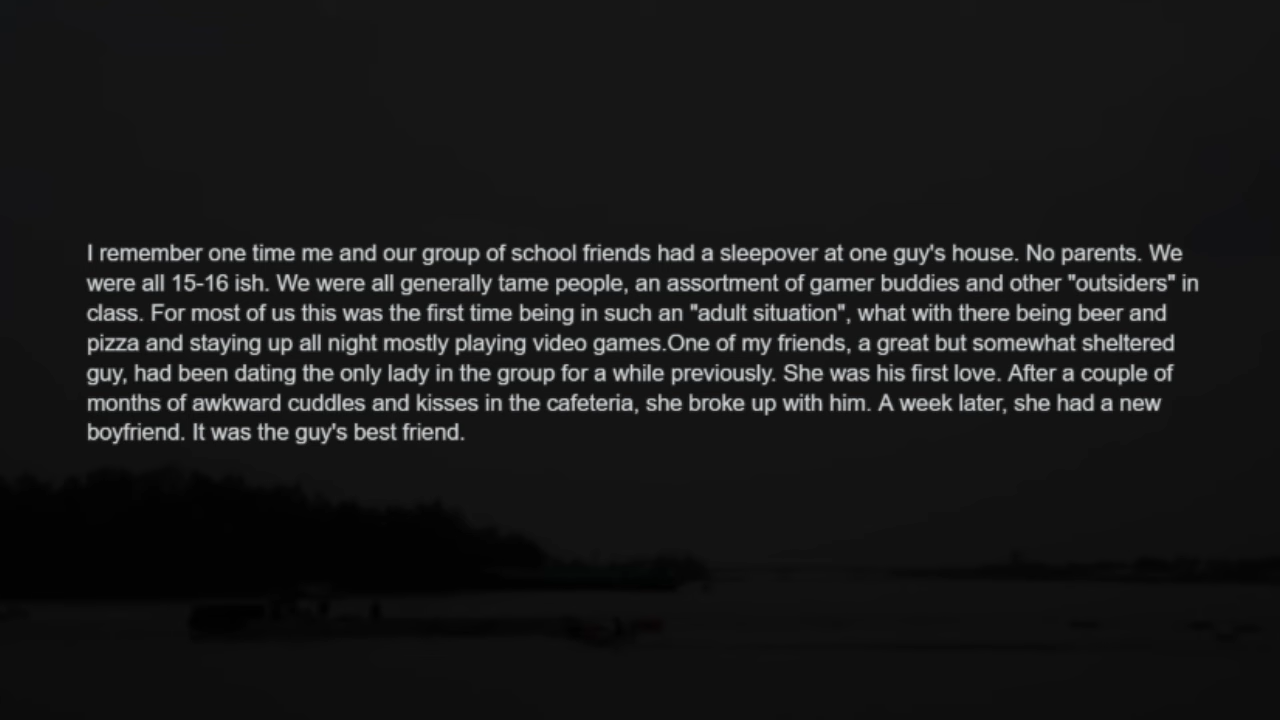 I remember one time me and our group of school friends had a sleepover at one guy's house. No parents. We
were all 15-16 ish. We were all generally tame people, an assortment of gamer buddies and other "outsiders" in
class. For most of us this was the first time being in such an "adult situation", what with there being beer and
pizza and staying up all night mostly playing video games.One of my friends, a great but somewhat sheltered
guy, had been dating the only lady in the group for a while previously. She was his first love. After a couple of
months of awkward cuddles and kisses in the cafeteria, she broke up with him. A week later, she had a new
boyfriend. It was the guy's best friend.